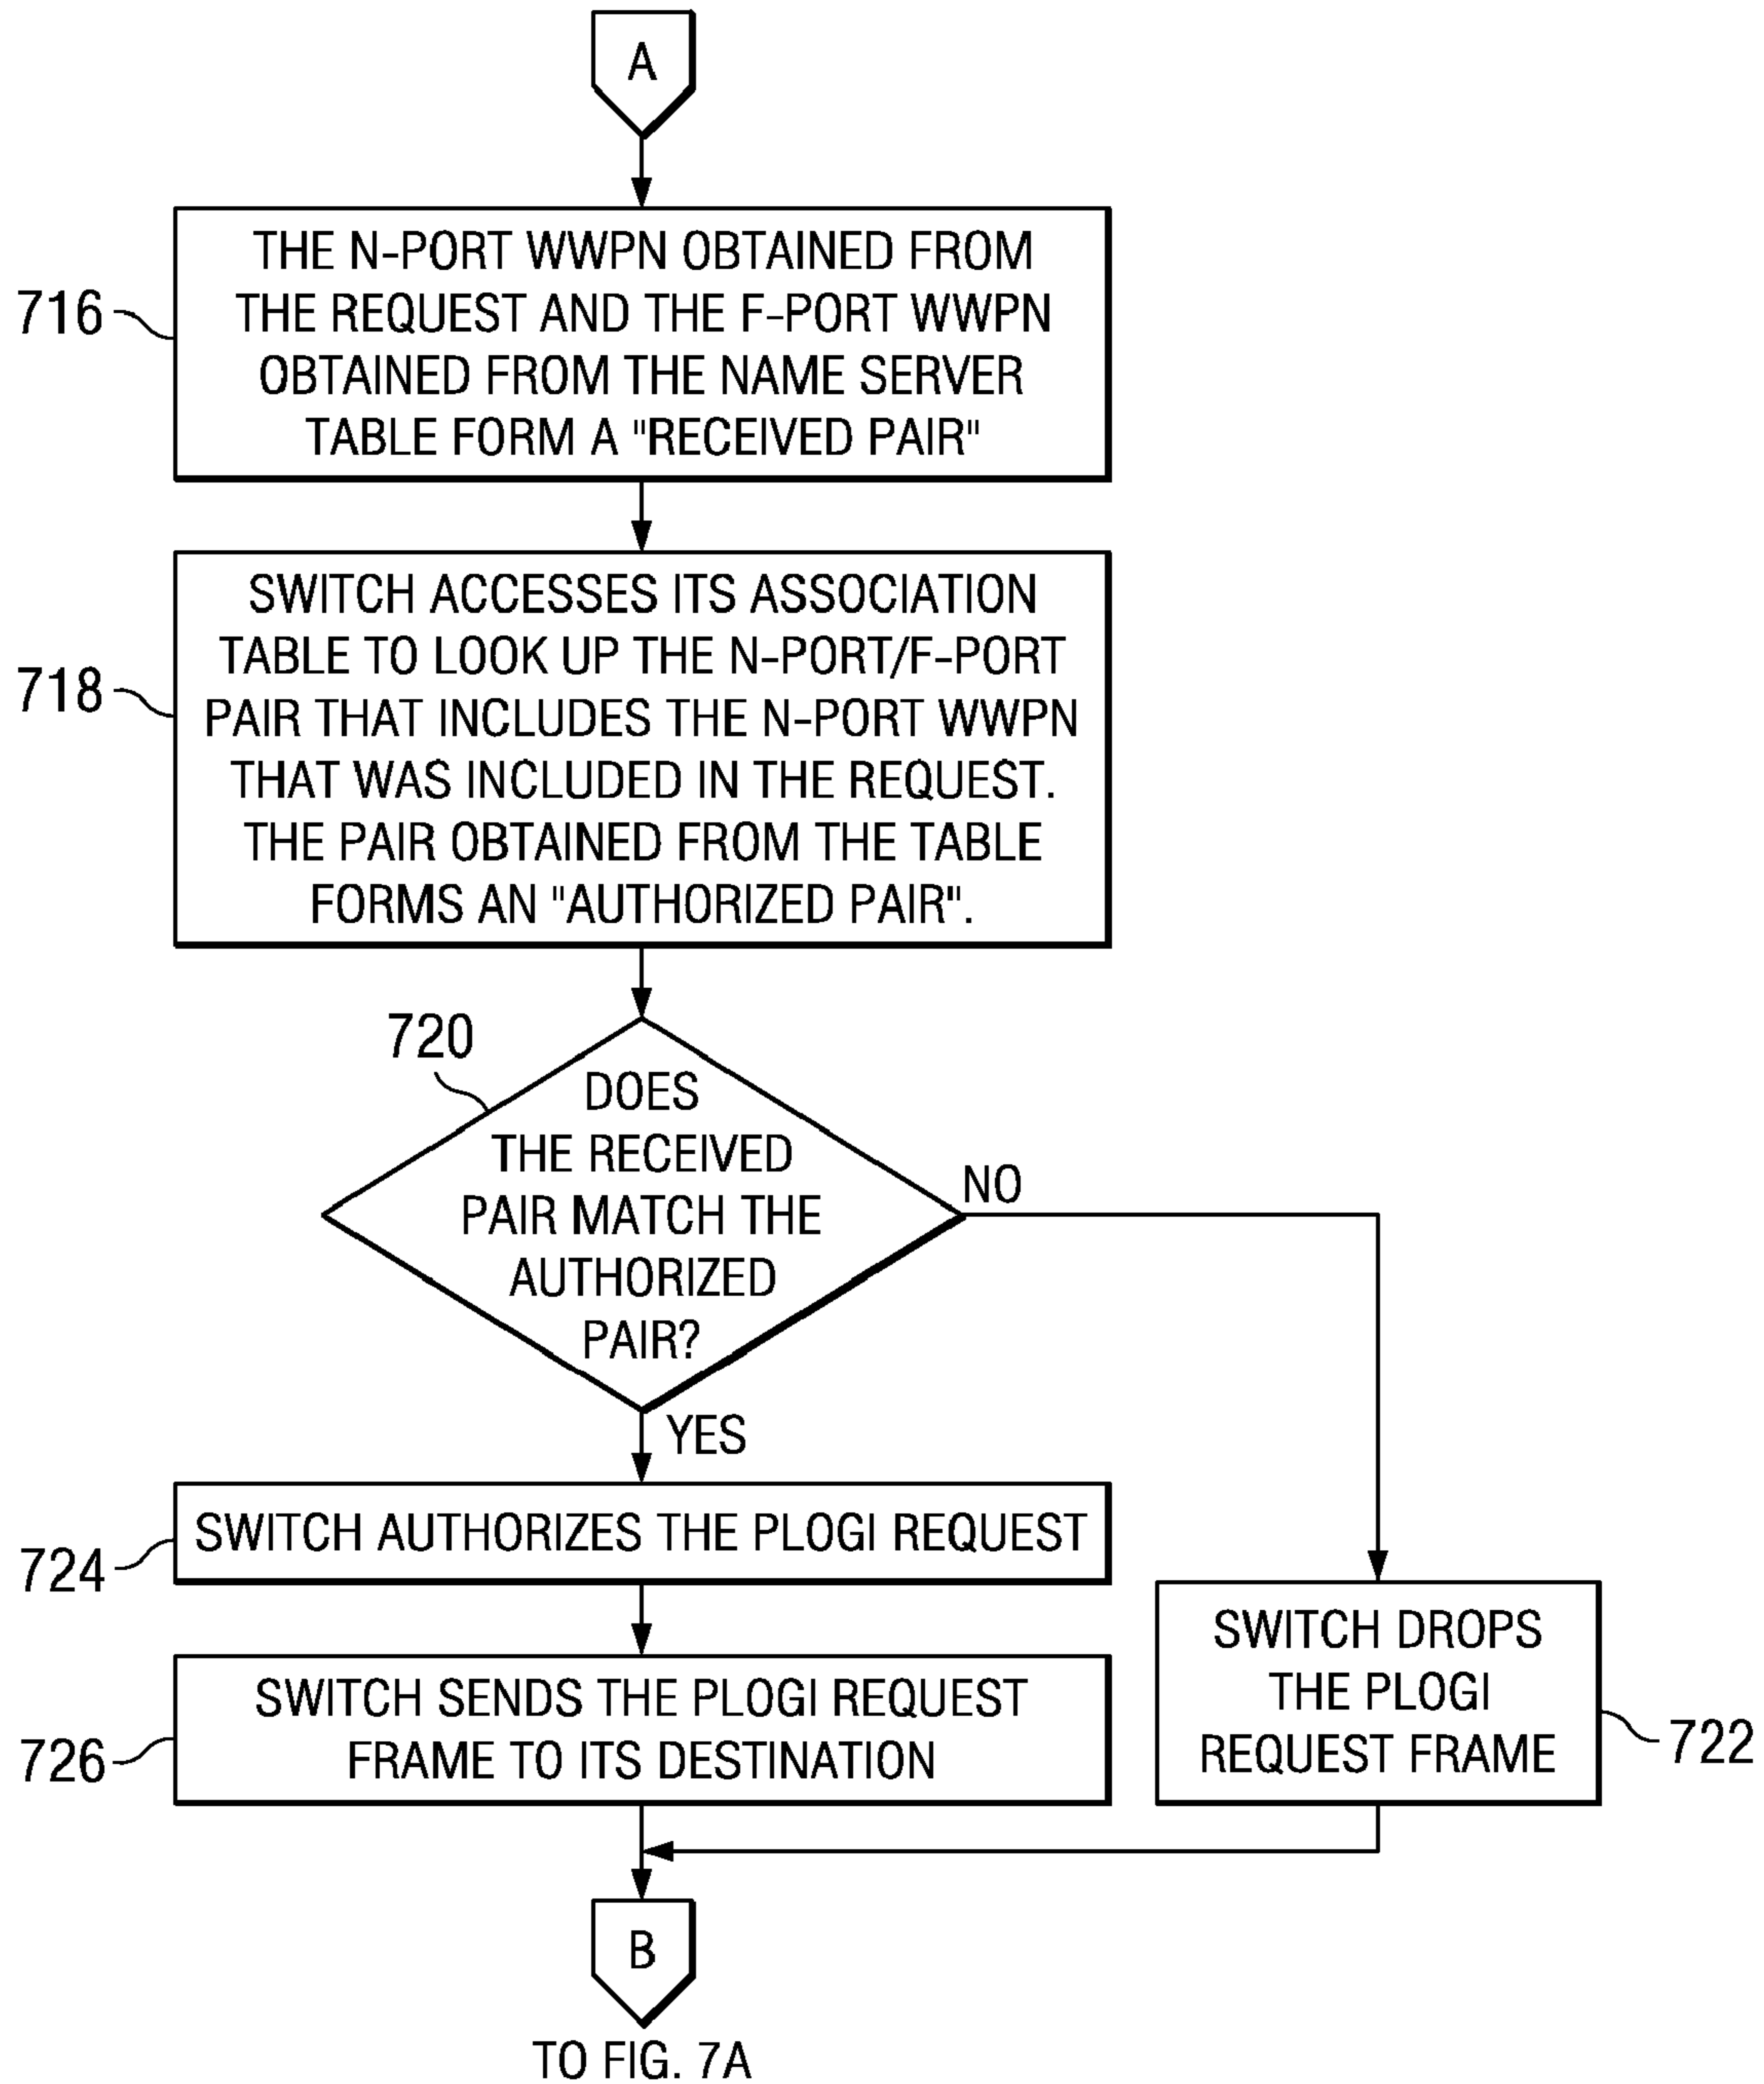 A
THE N-PORT WWPN OBTAINED FROM
THE REQUEST AND THE F-PORT WWPN
OBTAINED FROM THE NAME SERVER
TABLE FORM A "RECEIVED PAIR"
716
SWITCH ACCESSES ITS ASSOCIATION
TABLE TO LOOK UP THE N-PORT/F-PORT
PAIR THAT INCLUDES THE N-PORT WWPN
THAT WAS INCLUDED IN THE REQUEST.
THE PAIR OBTAINED FROM THE TABLE
FORMS AN "AUTHORIZED PAIR".
718
720
DOES
THE RECEIVED
PAIR MATCH THE
AUTHORIZED
PAIR?
NO
YES
SWITCH AUTHORIZES THE PLOGI REQUEST
724
SWITCH SENDS THE PLOGI REQUEST
FRAME TO ITS DESTINATION
726
SWITCH DROPS
THE PLOGI
REQUEST FRAME
722
B
TO FIG. 7A